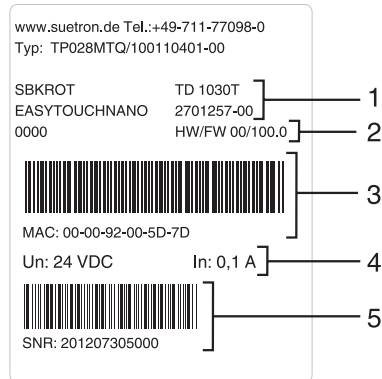 www.suetron.de Tel.:+49-711-77098-0
Typ: TP028MTQ/100110401-00
SBKROT TD 1030T
EASYTOUCHNANO 2701257-00
1
0000 HW/FW 00/100.0
2
3
MAC: 00-00-92-00-5D-7D
Un: 24 VDC In: 0,1 A
4
5
SNR: 201207305000